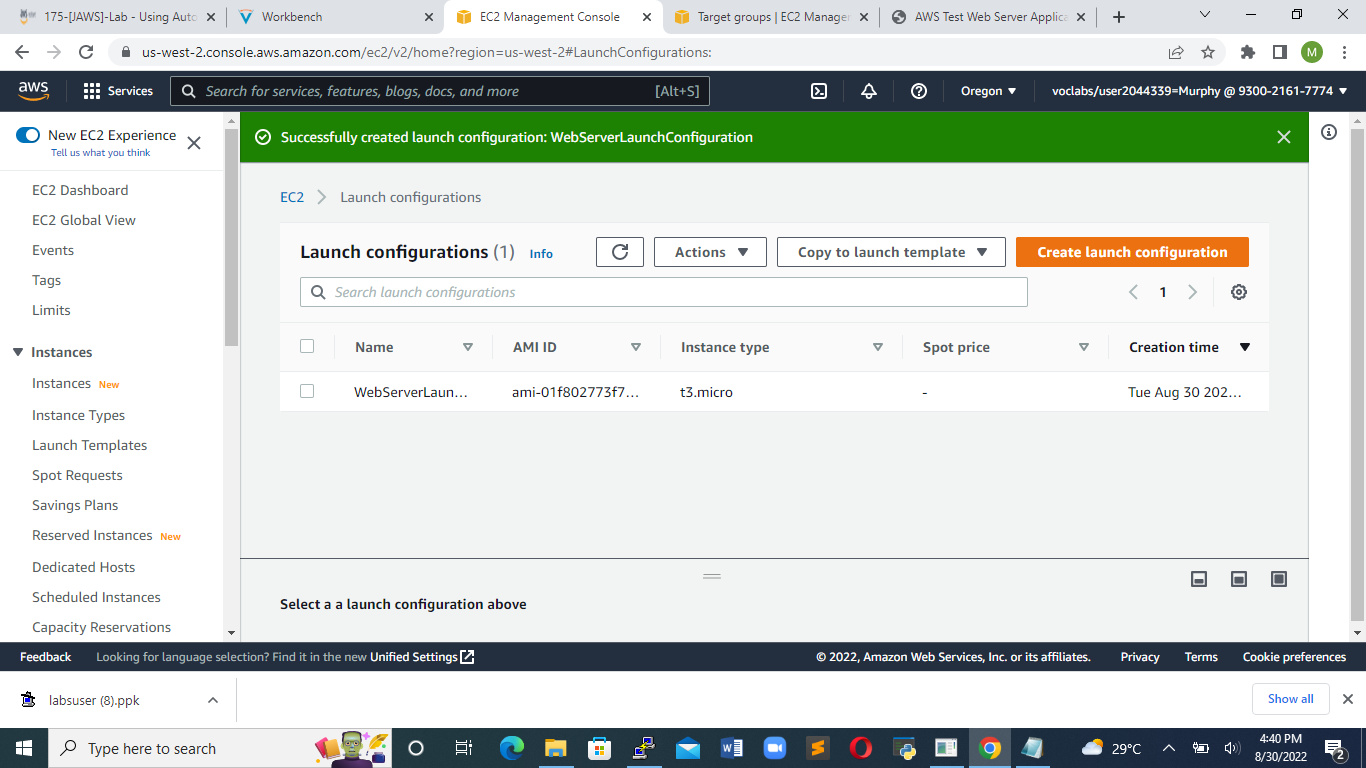 175-[JAWS]-Lab - Using Auto
Workbench
EC2 Management Console
Target groups | EC2 Manage
AWS Test Web Server Applica
us-west-2.console.aws.amazon.com/ec2/v2/home?region=us-west-2#LaunchConfigurations:
M
aws
Services
Search for services, features, blogs, docs, and more
[Alt+S]
Oregon
voclabs/user2044339=Murphy @ 9300-2161-7774
New EC2 Experience
Tell us what you think
EC2 Dashboard
EC2 Global View
Events
Tags
Limits
Instances
Instances New
Instance Types
Launch Templates
Spot Requests
Savings Plans
Reserved Instances New
Dedicated Hosts
Scheduled Instances
Capacity Reservations
Successfully created launch configuration: WebServerLaunchConfiguration
EC2 Launch configurations
Launch configurations (1) Info
Actions
Copy to launch template
Create launch configuration
Search launch configurations
1
Name AMI ID Instance type Spot price Creation time
WebServerLaun... ami-01f802773f7... t3.micro - Tue Aug 30 202...
Select a a launch configuration above
Feedback Looking for language selection? Find it in the new Unified Settings © 2022, Amazon Web Services, Inc. or its affiliates. Privacy Terms Cookie preferences
labsuser (8).ppk
Show all
Type here to search
29°C
4:40 PM
8/30/2022
2